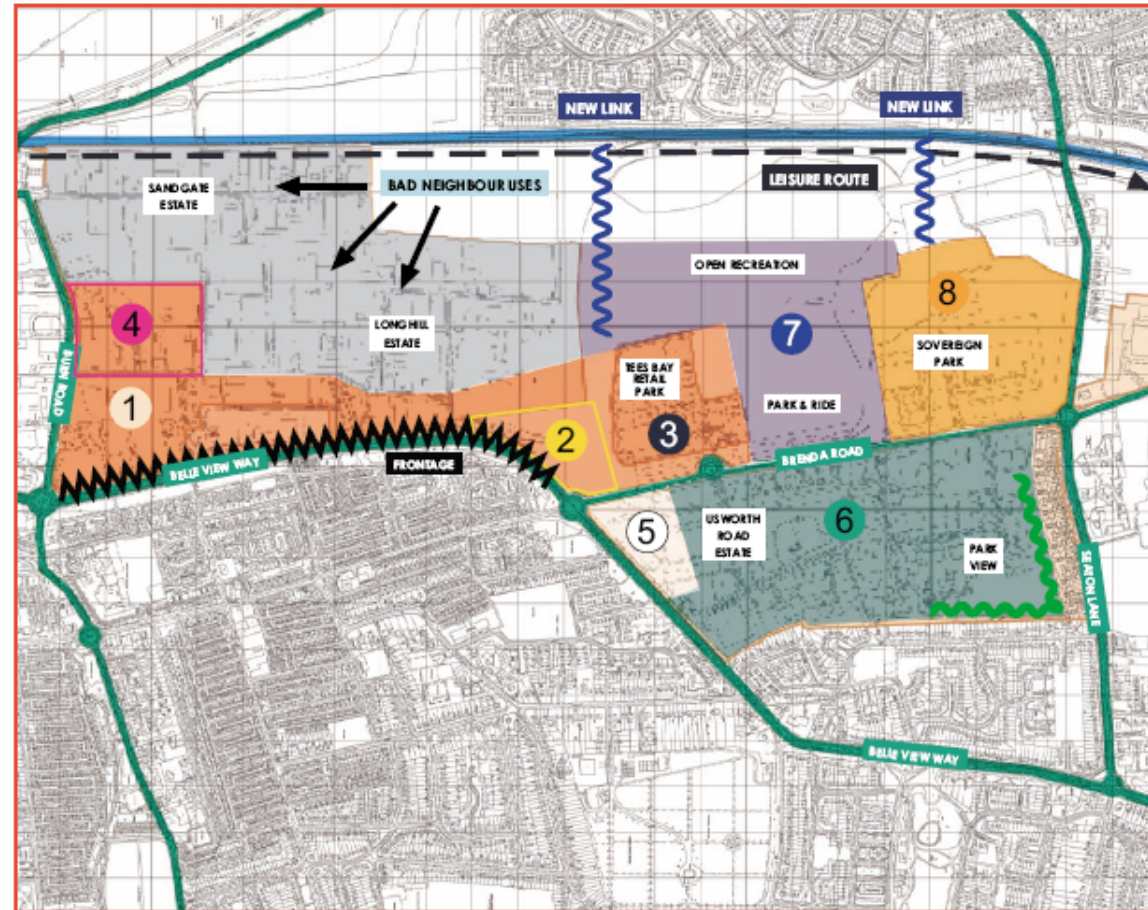 NEW LINK
NEW LINK
SANDGATE
ESTATE
BAD NEIGHBOUR USES
LEISURE ROUTE
OPEN RECREATION
8
4
LONGHILL
ESTATE
7
SOVEREIGN
PARK
BURN ROAD
TEES BAY
RETAIL
PARK
1
PARK & RIDE
2
3
BELLE VIEW WAY
FRONTAGE
BRENDA ROAD
5
USWORTH
ROAD
ESTATE
6
PARK
VIEW
SEATON LANE
BELLE VIEW WAY